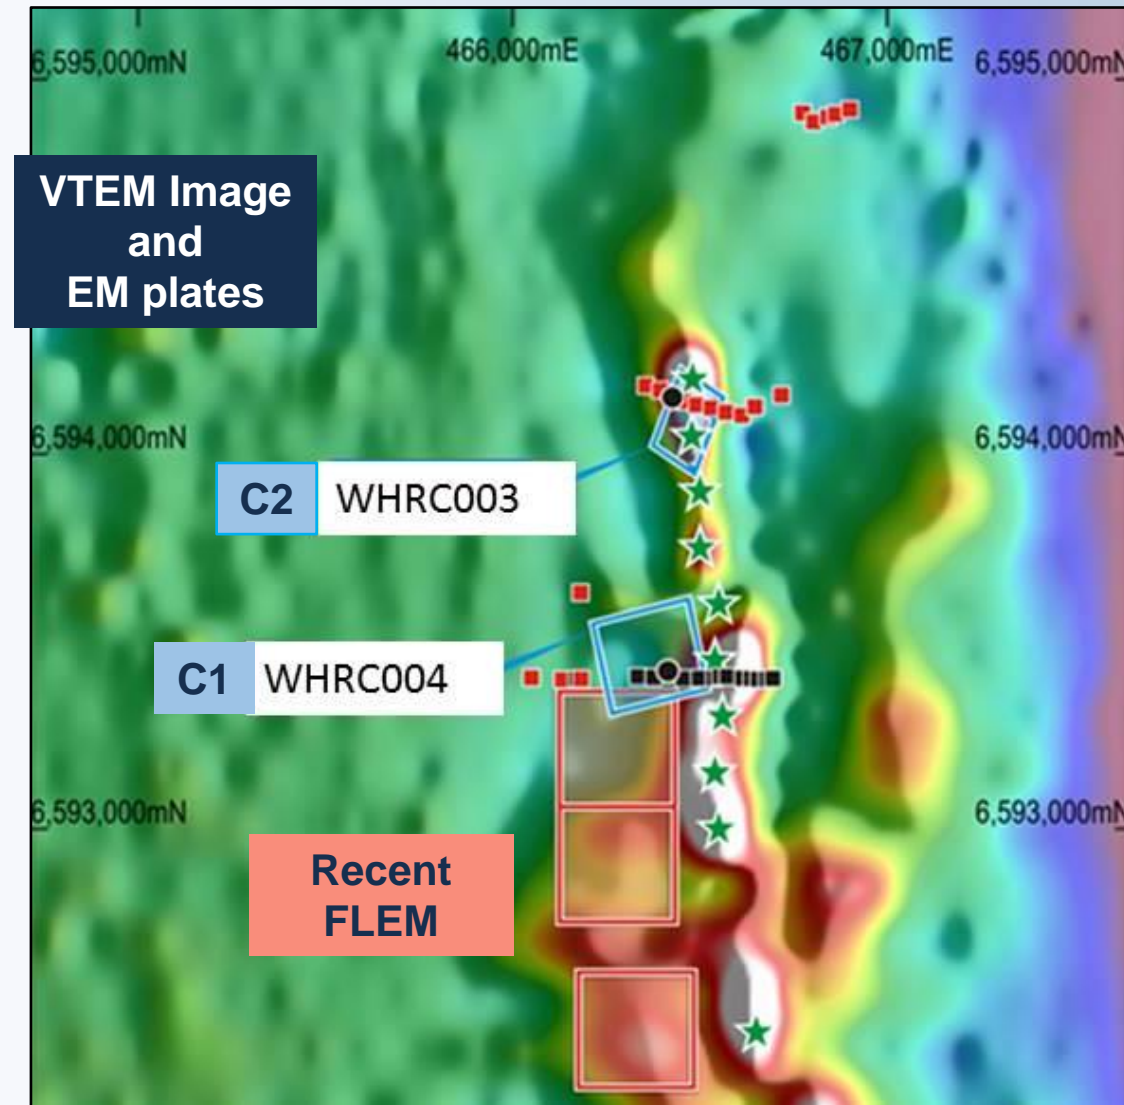 466,000mE
467,000mE
6,595,000mN
6,595,000mN
VTEM Image
and
EM plates
6,594,000mN
6,594,000mN
C2
WHRC003
C1
WHRC004
6,593,000mN
6,593,000mN
Recent
FLEM